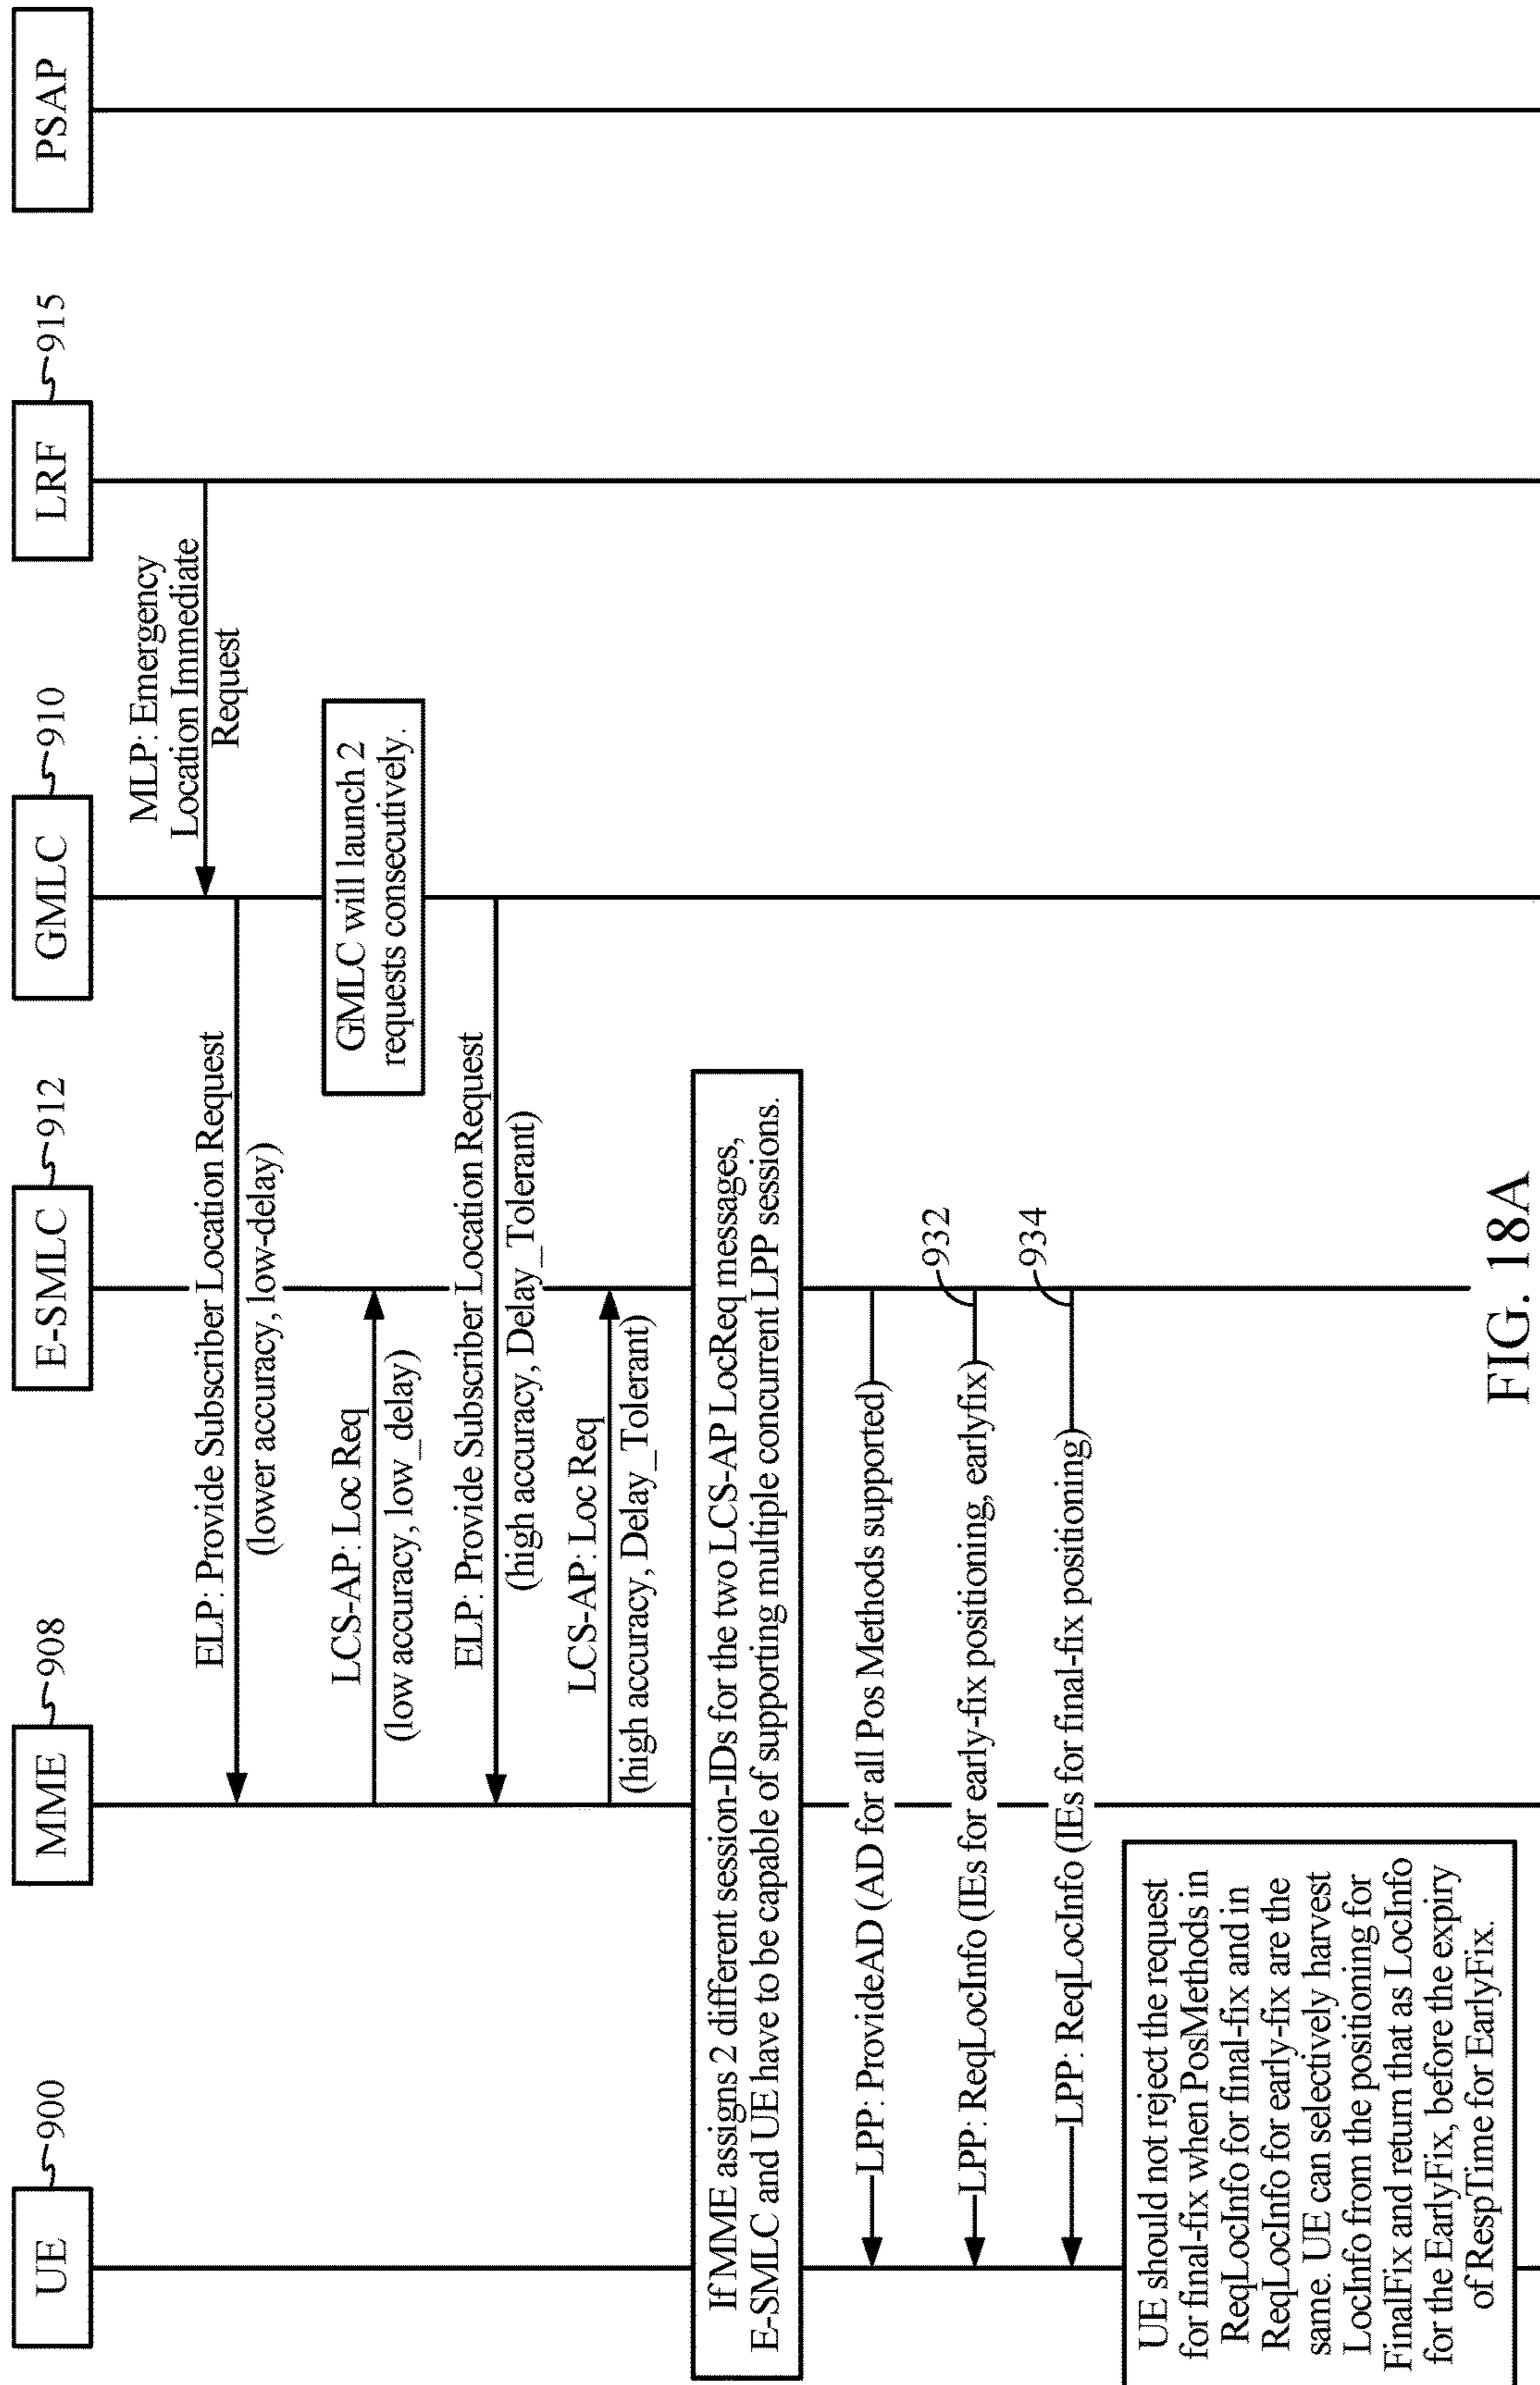 UE
900
MME
908
E-SMLC
912
GMLC
910
LRF
915
PSAP
MLP: Emergency
Location Immediate
Request
ELP: Provide Subscriber Location Request
(lower accuracy, low-delay)
GMLC will launch 2
requests consecutively.
LCS-AP: Loc Req
(low accuracy, low_delay)
ELP: Provide Subscriber Location Request
(high accuracy, Delay_Tolerant)
LCS-AP: Loc Req
(high accuracy, Delay_Tolerant)
If MME assigns 2 different session-IDs for the two LCS-AP LocReq messages,
E-SMLC and UE have to be capable of supporting multiple concurrent LPP sessions.
LPP: ProvideAD (AD for all Pos Methods supported)
932
LPP: ReqLocInfo (IEs for early-fix positioning, earlyfix)
934
LPP: ReqLocInfo (IEs for final-fix positioning)
UE should not reject the request
for final-fix when PosMethods in
ReqLocInfo for final-fix and in
ReqLocInfo for early-fix are the
same. UE can selectively harvest
LocInfo from the positioning for
FinalFix and return that as LocInfo
for the EarlyFix, before the expiry
of RespTime for EarlyFix.
FIG. 18A